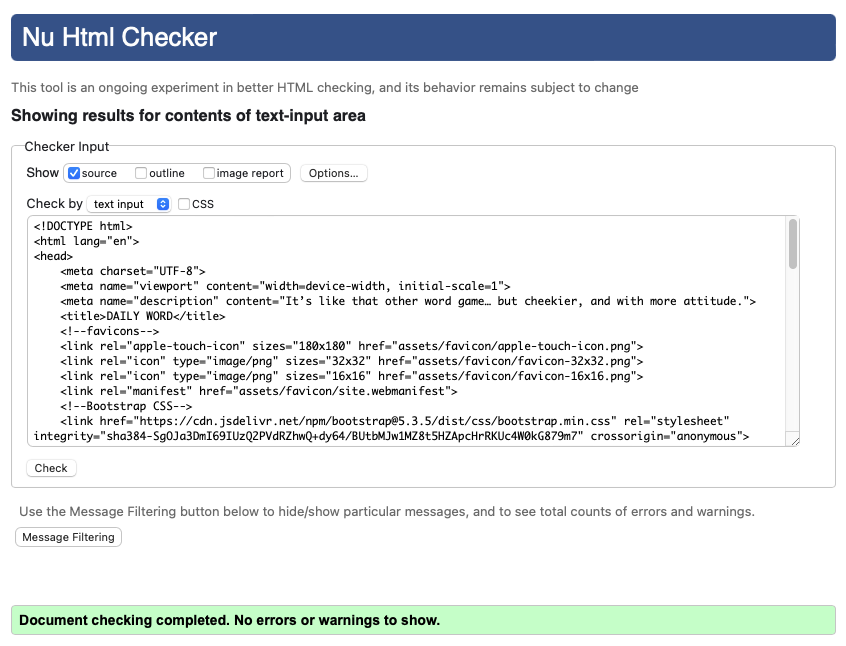 Nu Html Checker
This tool is an ongoing experiment in better HTML checking, and its behavior remains subject to change
Showing results for contents of text-input area
Checker Input
Show source outline image report Options...
Check by text input CSS
<!DOCTYPE html>
<html lang="en">
<head>
    <meta charset="UTF-8">
    <meta name="viewport" content="width=device-width, initial-scale=1">
    <meta name="description" content="It’s like that other word game… but cheekier, and with more attitude.">
    <title>DAILY WORD</title>
    <!--favicons-->
    <link rel="apple-touch-icon" sizes="180x180" href="assets/favicon/apple-touch-icon.png">
    <link rel="icon" type="image/png" sizes="32x32" href="assets/favicon/favicon-32x32.png">
    <link rel="icon" type="image/png" sizes="16x16" href="assets/favicon/favicon-16x16.png">
    <link rel="manifest" href="assets/favicon/site.webmanifest">
    <!--Bootstrap CSS-->
    <link href="https://cdn.jsdelivr.net/npm/bootstrap@5.3.5/dist/css/bootstrap.min.css" rel="stylesheet"
integrity="sha384-SgOJa3DmI69IUzQ2PVdRZhwQ+dy64/BUtbMJw1MZ8t5HZApcHrRKUc4W0kG879m7" crossorigin="anonymous">
Check
Use the Message Filtering button below to hide/show particular messages, and to see total counts of errors and warnings.
Message Filtering
Document checking completed. No errors or warnings to show.